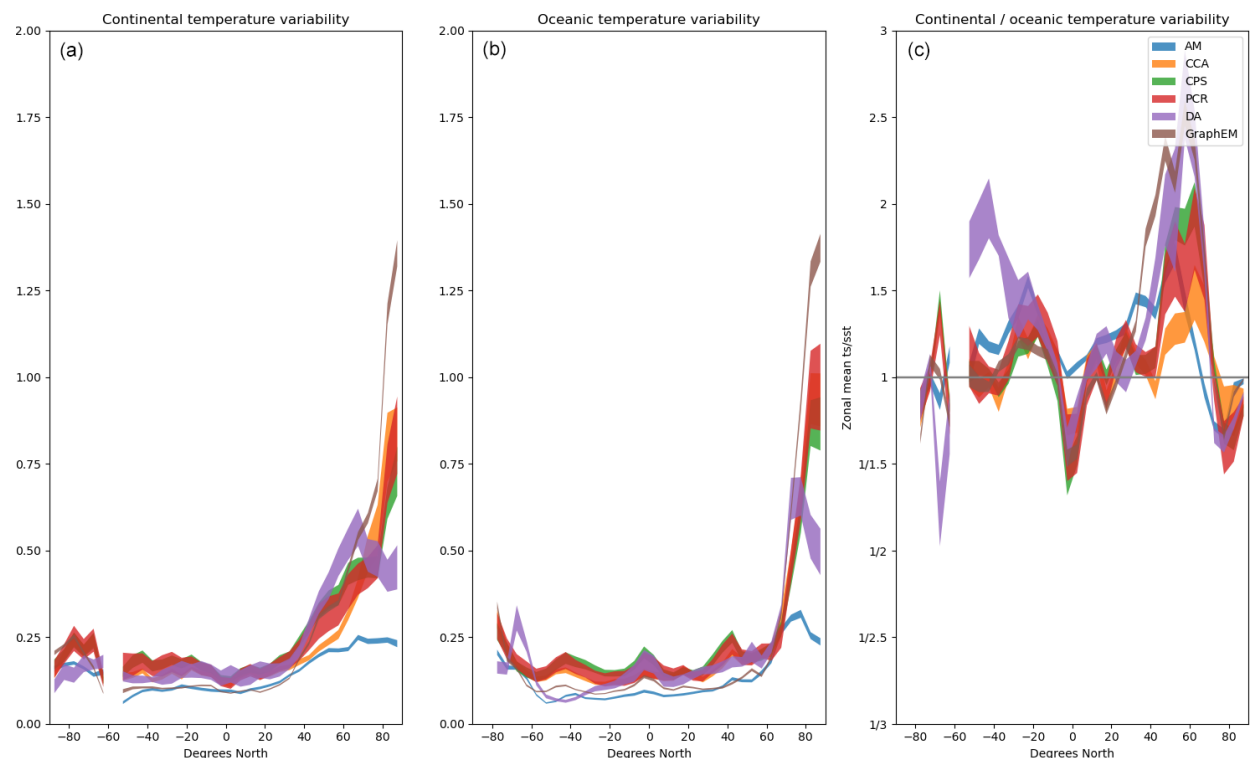 Continental temperature variability
(a)
2.00
1.75
1.50
1.25
1.00
0.75
0.50
0.25
0.00
−80 −60 −40 −20 0 20 40 60 80
Degrees North
Oceanic temperature variability
(b)
2.00
1.75
1.50
1.25
1.00
0.75
0.50
0.25
0.00
−80 −60 −40 −20 0 20 40 60 80
Degrees North
Continental / oceanic temperature variability
(c)
AM
CCA
CPS
PCR
DA
GraphEM
Zonal mean ts/sst
3
2.5
2
1.5
1
1/1.5
1/2
1/2.5
1/3
−80 −60 −40 −20 0 20 40 60 80
Degrees North